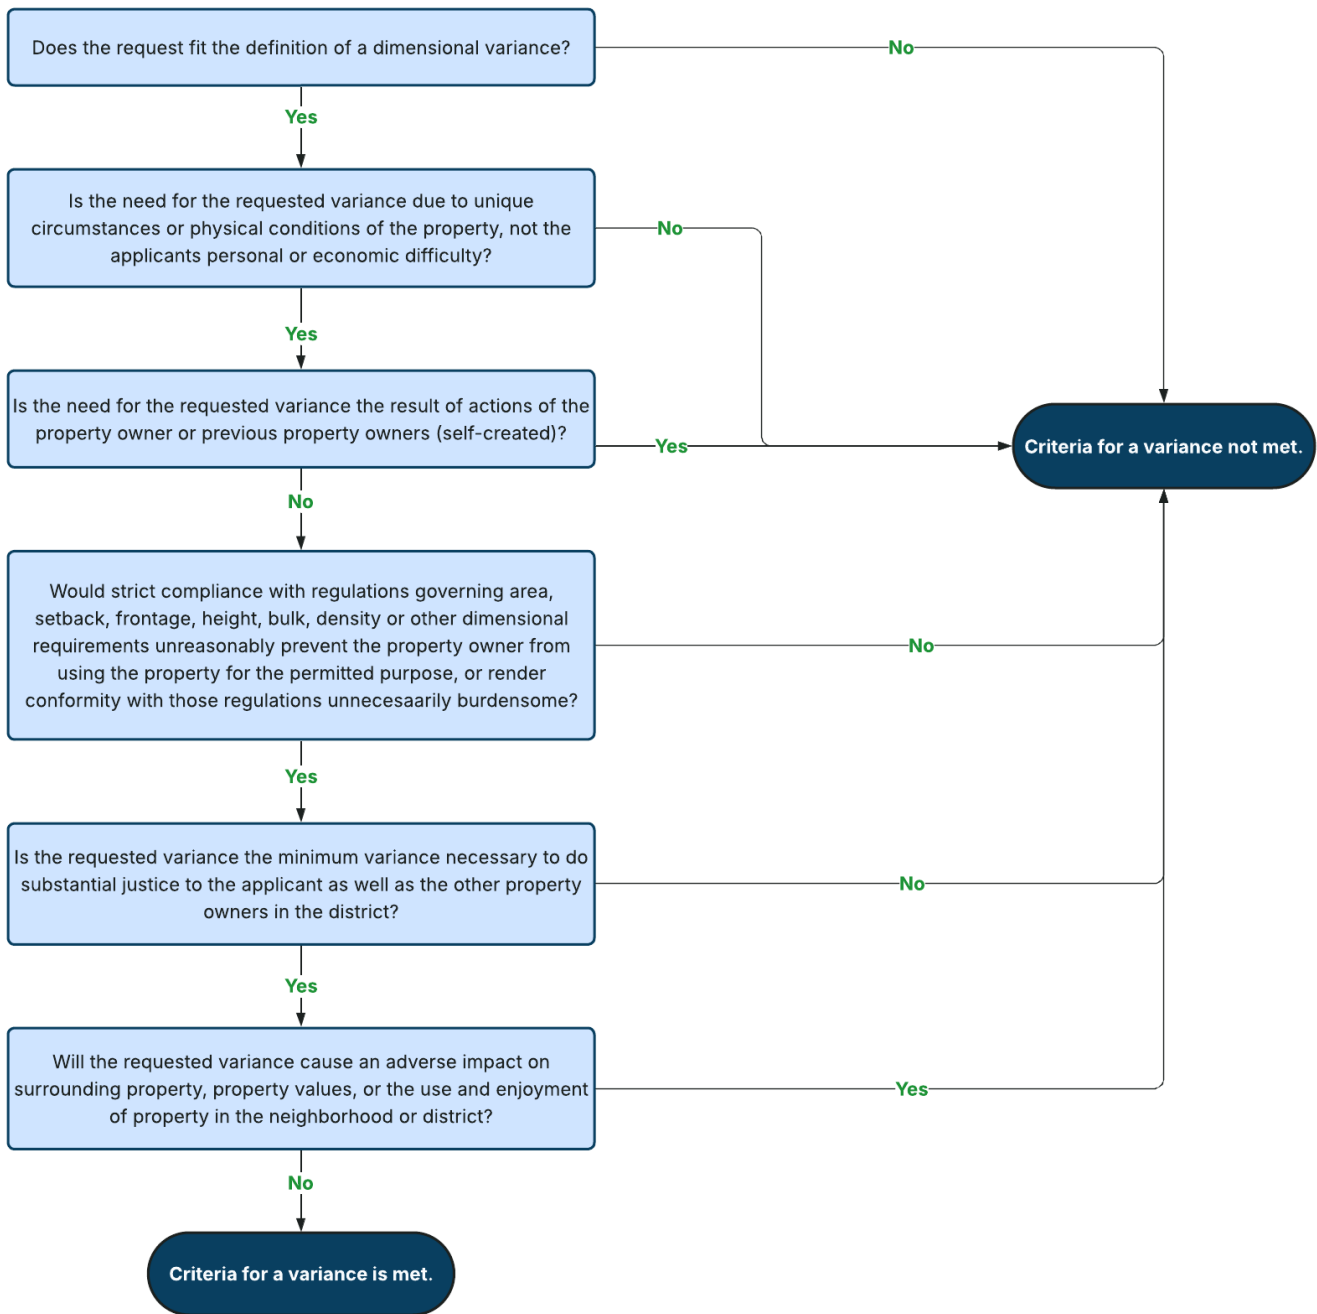 Does the request fit the definition of a dimensional variance?
No
Yes
Is the need for the requested variance due to unique
circumstances or physical conditions of the property, not the
applicants personal or economic difficulty?
No
Yes
Is the need for the requested variance the result of actions of the
property owner or previous property owners (self-created)?
Yes
Criteria for a variance not met.
No
Would strict compliance with regulations governing area,
setback, frontage, height, bulk, density or other dimensional
requirements unreasonably prevent the property owner from
using the property for the permitted purpose, or render
conformity with those regulations unnecesaarily burdensome?
No
Yes
Is the requested variance the minimum variance necessary to do
substantial justice to the applicant as well as the other property
owners in the district?
No
Yes
Will the requested variance cause an adverse impact on
surrounding property, property values, or the use and enjoyment
of property in the neighborhood or district?
Yes
No
Criteria for a variance is met.